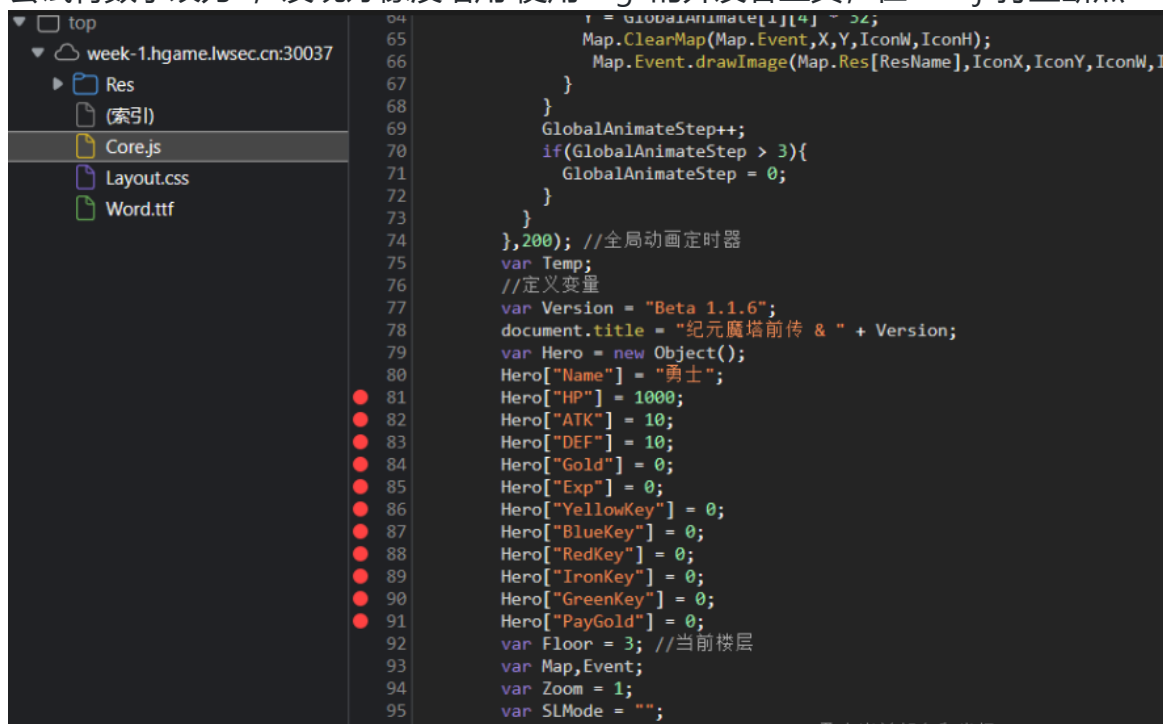 top
week-1.hgame.lwsec.cn:30037
Res
(索引)
Core.js
Layout.css
Word.ttf
64 Y = GlobalAnimate[i][4] * 32;
65 Map.ClearMap(Map.Event,X,Y,IconW,IconH);
66 Map.Event.drawImage(Map.Res[ResName],IconX,IconY,IconW,
67 }
68 }
69 GlobalAnimateStep++;
70 if(GlobalAnimateStep > 3){
71 GlobalAnimateStep = 0;
72 }
73 }
74 },200); //全局动画定时器
75 var Temp;
76 //定义变量
77 var Version = "Beta 1.1.6";
78 document.title = "纪元魔塔前传 & " + Version;
79 var Hero = new Object();
80 Hero["Name"] = "勇士";
81 Hero["HP"] = 1000;
82 Hero["ATK"] = 10;
83 Hero["DEF"] = 10;
84 Hero["Gold"] = 0;
85 Hero["Exp"] = 0;
86 Hero["YellowKey"] = 0;
87 Hero["BlueKey"] = 0;
88 Hero["RedKey"] = 0;
89 Hero["IronKey"] = 0;
90 Hero["GreenKey"] = 0;
91 Hero["PayGold"] = 0;
92 var Floor = 3; //当前楼层
93 var Map,Event;
94 var Zoom = 1;
95 var SLMode = "";